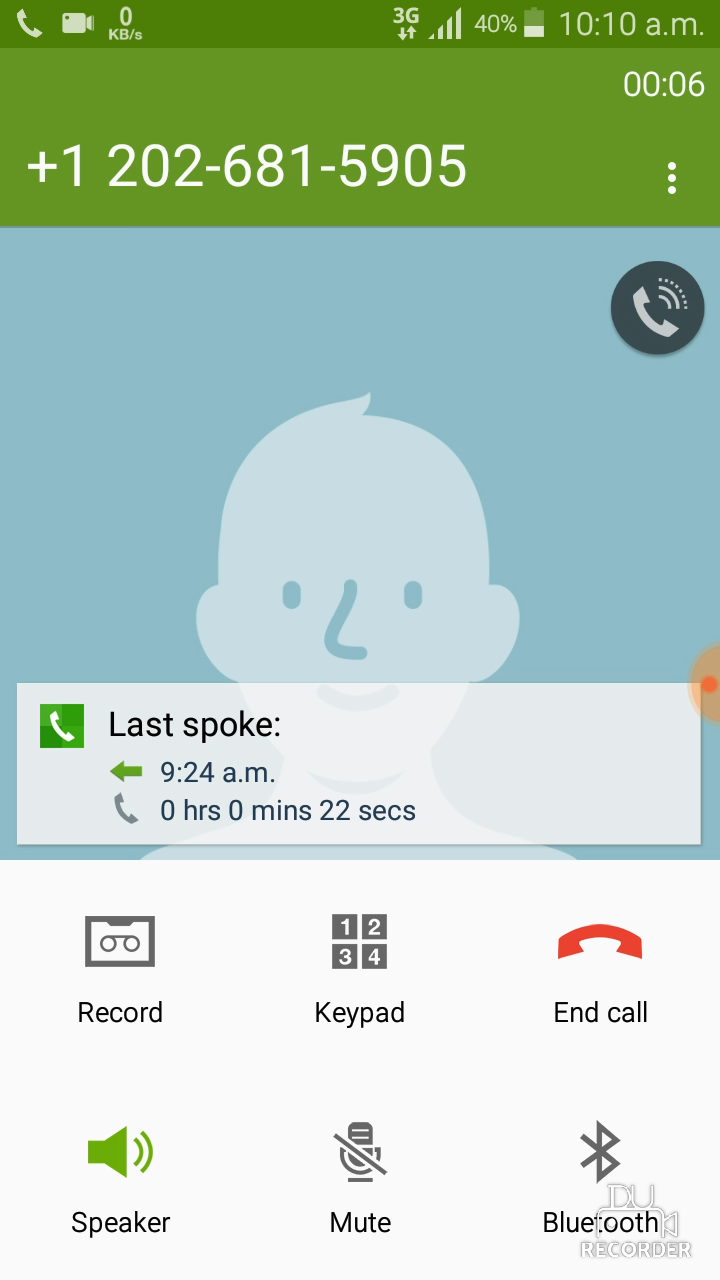 0
KB/s
3G
40%
10:10 a.m.
00:06
+1 202-681-5905
Last spoke:
9:24 a.m.
0 hrs 0 mins 22 secs
1 2
3 4
Record
Keypad
End call
Speaker
Mute
Bluetooth
DU
RECORDER